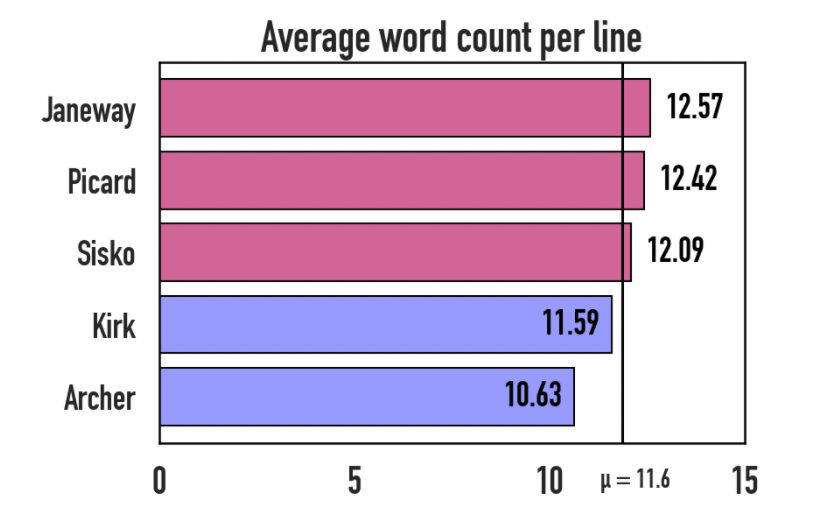 Average word count per line
Janeway 12.57
Picard 12.42
Sisko 12.09
Kirk 11.59
Archer 10.63
0 5 10 μ = 11.6 15